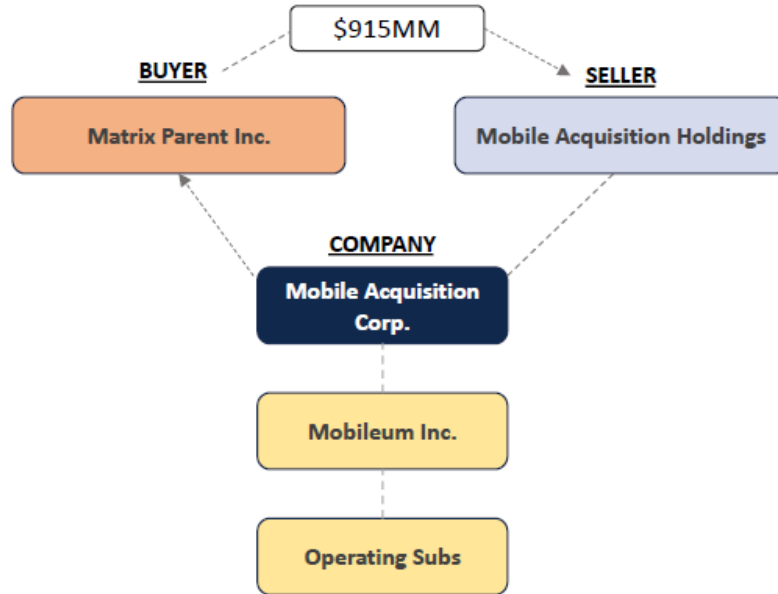 $915MM
BUYER
SELLER
Matrix Parent Inc.
Mobile Acquisition Holdings
COMPANY
Mobile Acquisition
Corp.
Mobileum Inc.
Operating Subs